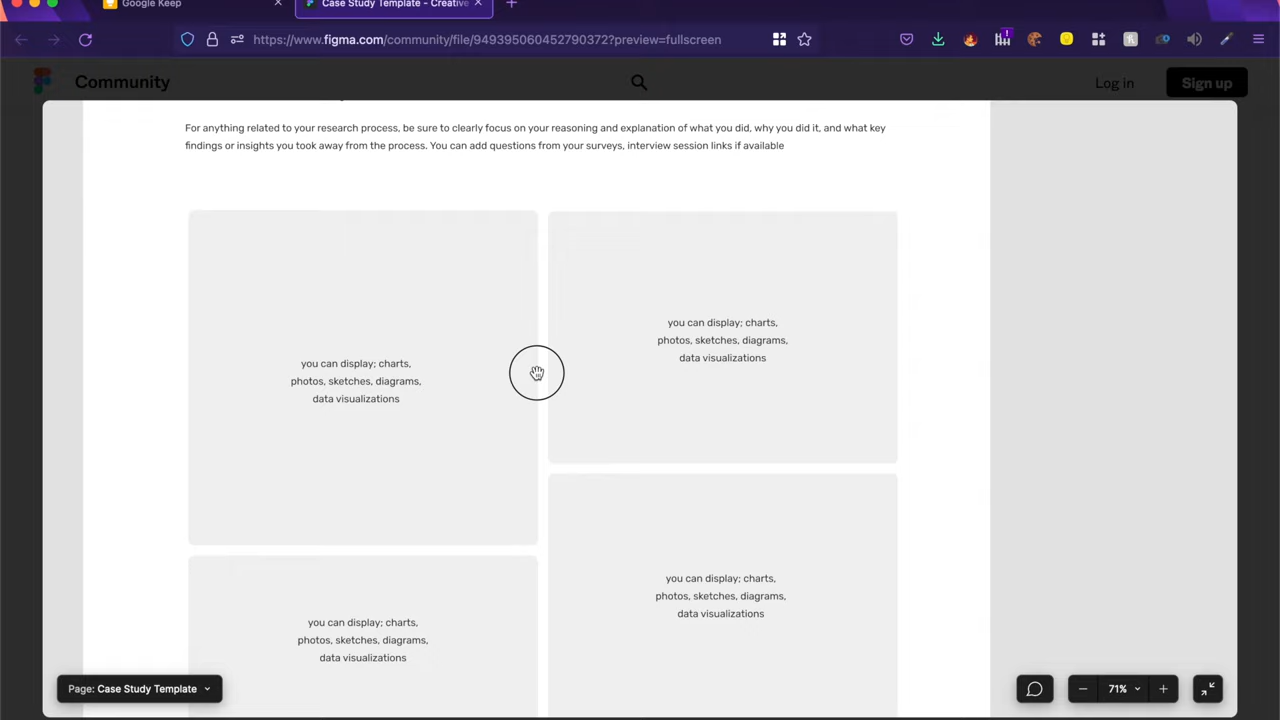 Google Keep
Case Study Template - Creative
https://www.figma.com/community/file/949395060452790372?preview=fullscreen
Community
Log in
Sign up
For anything related to your research process, be sure to clearly focus on your reasoning and explanation of what you did, why you did it, and what key
findings or insights you took away from the process. You can add questions from your surveys, interview session links if available
you can display; charts,
photos, sketches, diagrams,
data visualizations
you can display; charts,
photos, sketches, diagrams,
data visualizations
you can display; charts,
photos, sketches, diagrams,
data visualizations
you can display; charts,
photos, sketches, diagrams,
data visualizations
Page: Case Study Template
71%